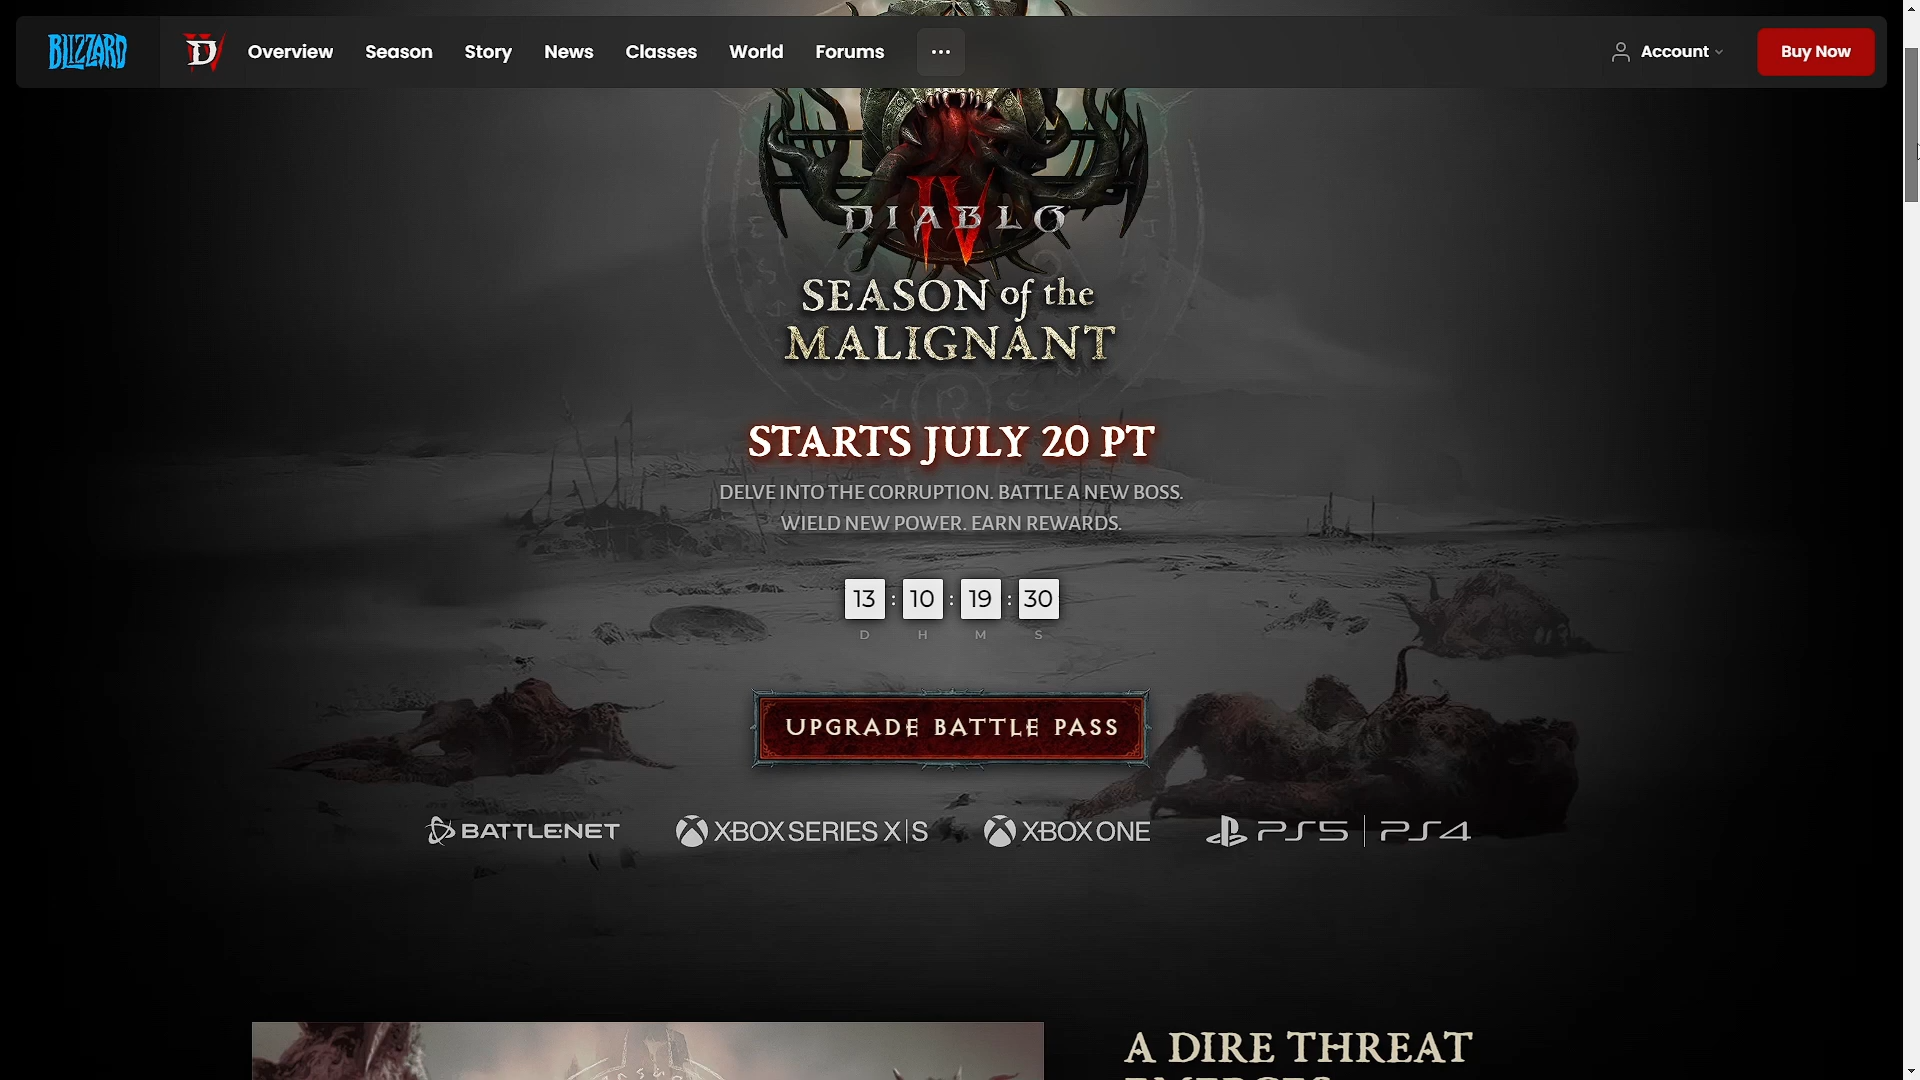 BLIZZARD
D
Overview
Season
Story
News
Classes
World
Forums
Account
Buy Now
DIABLO
IV
SEASON of the
MALIGNANT
STARTS JULY 20 PT
DELVE INTO THE CORRUPTION. BATTLE A NEW BOSS.
WIELD NEW POWER. EARN REWARDS.
13 : 10 : 19 : 30
D H M S
UPGRADE BATTLE PASS
BATTLE.NET
XBOX SERIES X|S
XBOX ONE
PS5 | PS4
A DIRE THREAT